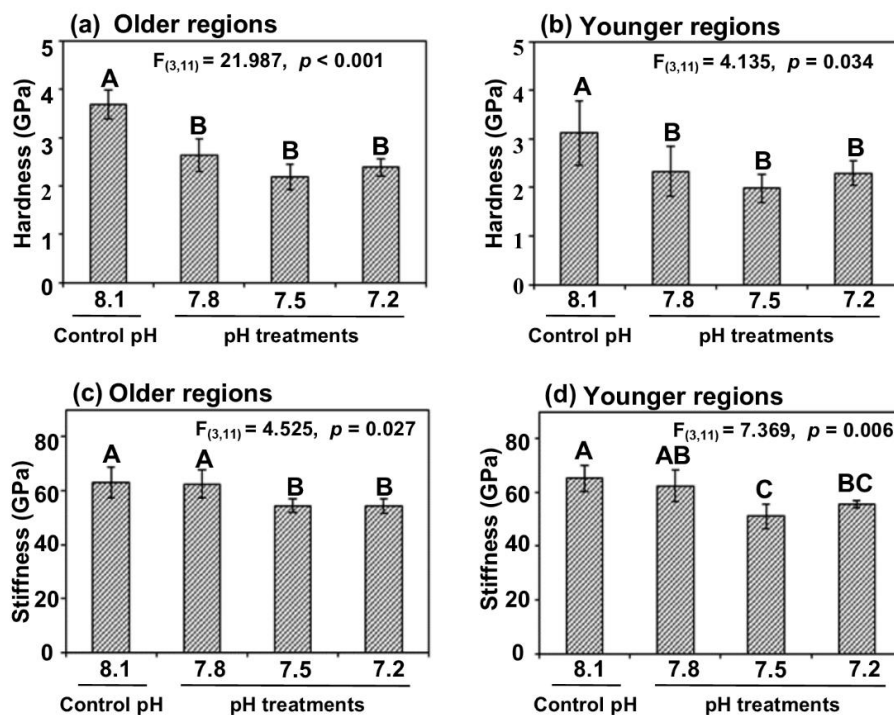 (a) Older regions
F(3,11) = 21.987, p < 0.001
Hardness (GPa)
5
4
3
2
1
0
A
B
B
B
8.1
7.8
7.5
7.2
Control pH
pH treatments
(b) Younger regions
F(3,11) = 4.135, p = 0.034
Hardness (GPa)
5
4
3
2
1
0
A
B
B
B
8.1
7.8
7.5
7.2
Control pH
pH treatments
(c) Older regions
F(3,11) = 4.525, p = 0.027
Stiffness (GPa)
80
60
40
20
0
A
A
B
B
8.1
7.8
7.5
7.2
Control pH
pH treatments
(d) Younger regions
F(3,11) = 7.369, p = 0.006
Stiffness (GPa)
80
60
40
20
0
A
AB
C
BC
8.1
7.8
7.5
7.2
Control pH
pH treatments